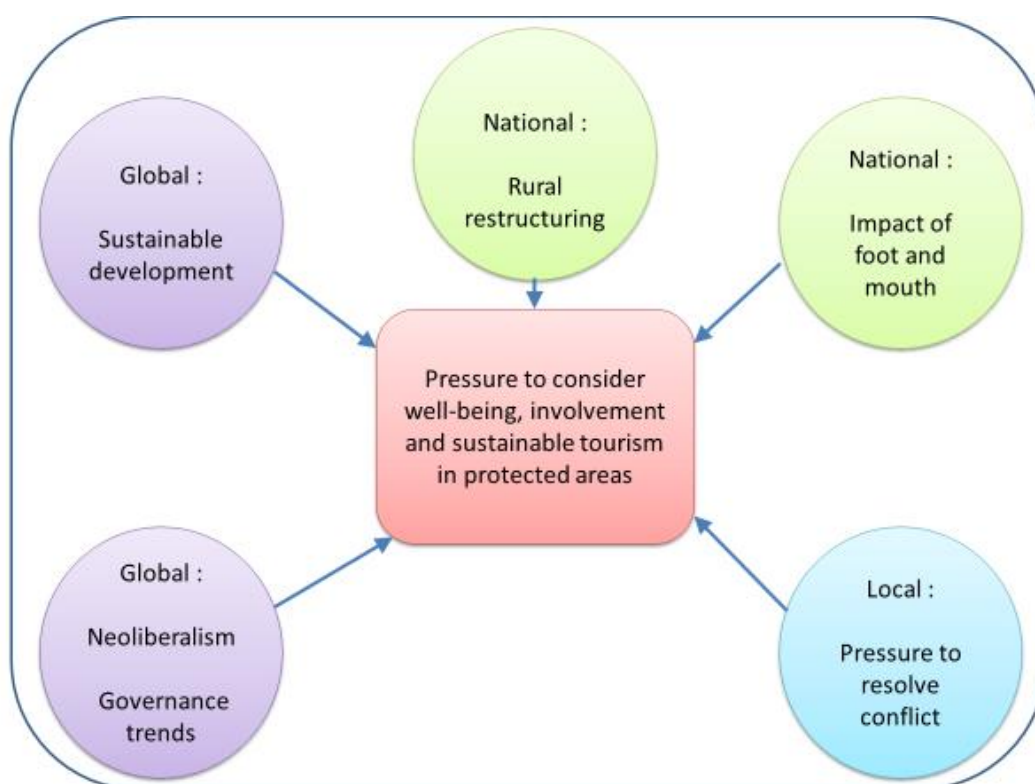 National :
Rural
restructuring
Global :
Sustainable
development
National :
Impact of
foot and
mouth
Pressure to consider
well-being, involvement
and sustainable tourism
in protected areas
Global :
Neoliberalism
Governance
trends
Local :
Pressure to
resolve
conflict